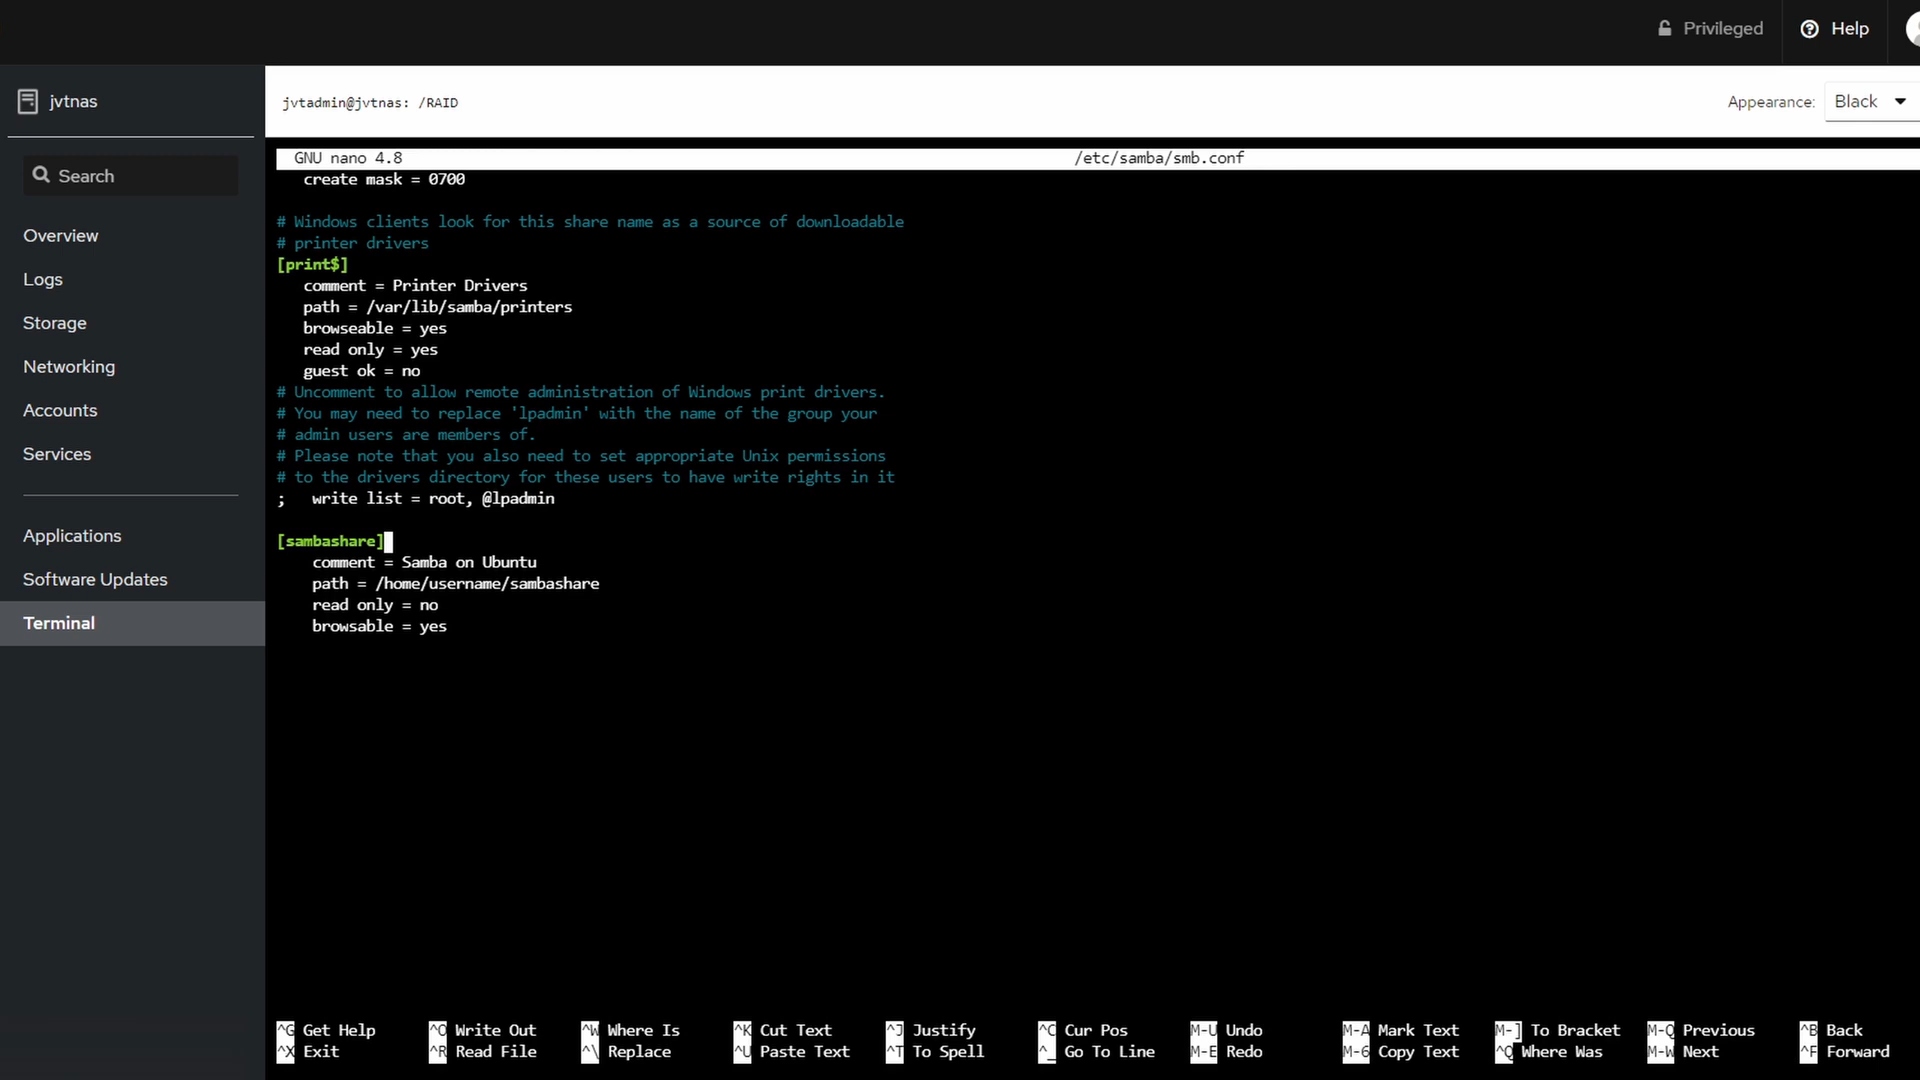 Privileged
Help
jvtnas
jvtadmin@jvtnas: /RAID
Appearance: Black
Search
Overview
Logs
Storage
Networking
Accounts
Services
Applications
Software Updates
Terminal
GNU nano 4.8 /etc/samba/smb.conf
create mask = 0700
# Windows clients look for this share name as a source of downloadable
# printer drivers
[print$]
comment = Printer Drivers
path = /var/lib/samba/printers
browseable = yes
read only = yes
guest ok = no
# Uncomment to allow remote administration of Windows print drivers.
# You may need to replace 'lpadmin' with the name of the group your
# admin users are members of.
# Please note that you also need to set appropriate Unix permissions
# to the drivers directory for these users to have write rights in it
; write list = root, @lpadmin
[sambashare]
comment = Samba on Ubuntu
path = /home/username/sambashare
read only = no
browsable = yes
^G Get Help ^O Write Out ^W Where Is ^K Cut Text ^J Justify ^C Cur Pos M-U Undo M-A Mark Text M-] To Bracket M-Q Previous ^B Back
^X Exit ^R Read File ^\ Replace ^U Paste Text ^T To Spell ^_ Go To Line M-E Redo M-6 Copy Text ^Q Where Was M-W Next ^F Forward